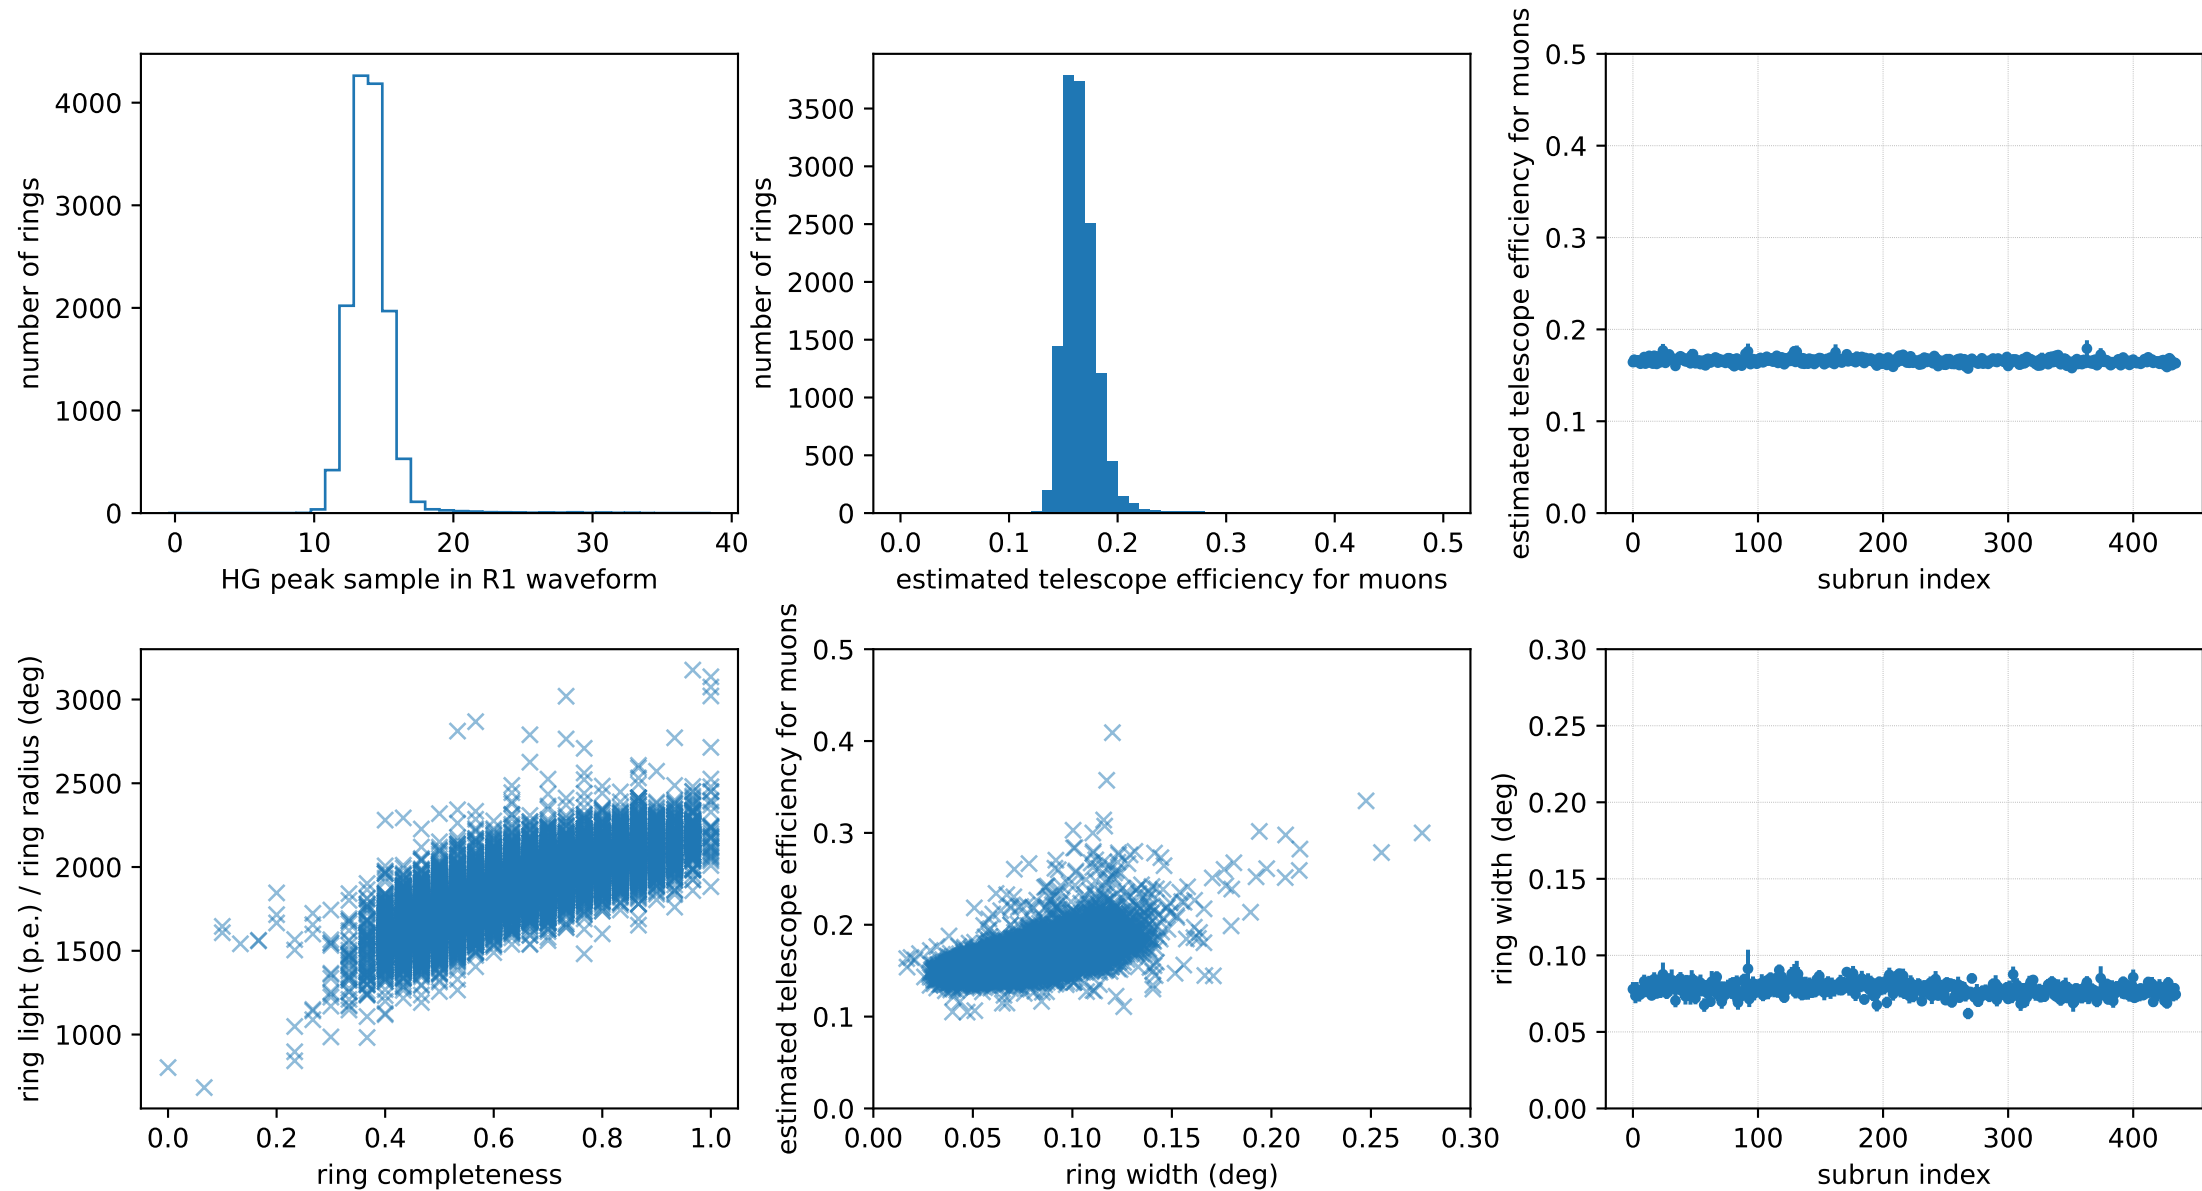 number of rings
4000
3000
2000
1000
0
0 10 20 30 40
HG peak sample in R1 waveform
number of rings
3500
3000
2500
2000
1500
1000
500
0
0.0 0.1 0.2 0.3 0.4 0.5
estimated telescope efficiency for muons
estimated telescope efficiency for muons
0.5
0.4
0.3
0.2
0.1
0.0
0 100 200 300 400
subrun index
ring light (p.e.) / ring radius (deg)
3000
2500
2000
1500
1000
0.0 0.2 0.4 0.6 0.8 1.0
ring completeness
estimated telescope efficiency for muons
0.5
0.4
0.3
0.2
0.1
0.0
0.00 0.05 0.10 0.15 0.20 0.25 0.30
ring width (deg)
ring width (deg)
0.30
0.25
0.20
0.15
0.10
0.05
0.00
0 100 200 300 400
subrun index